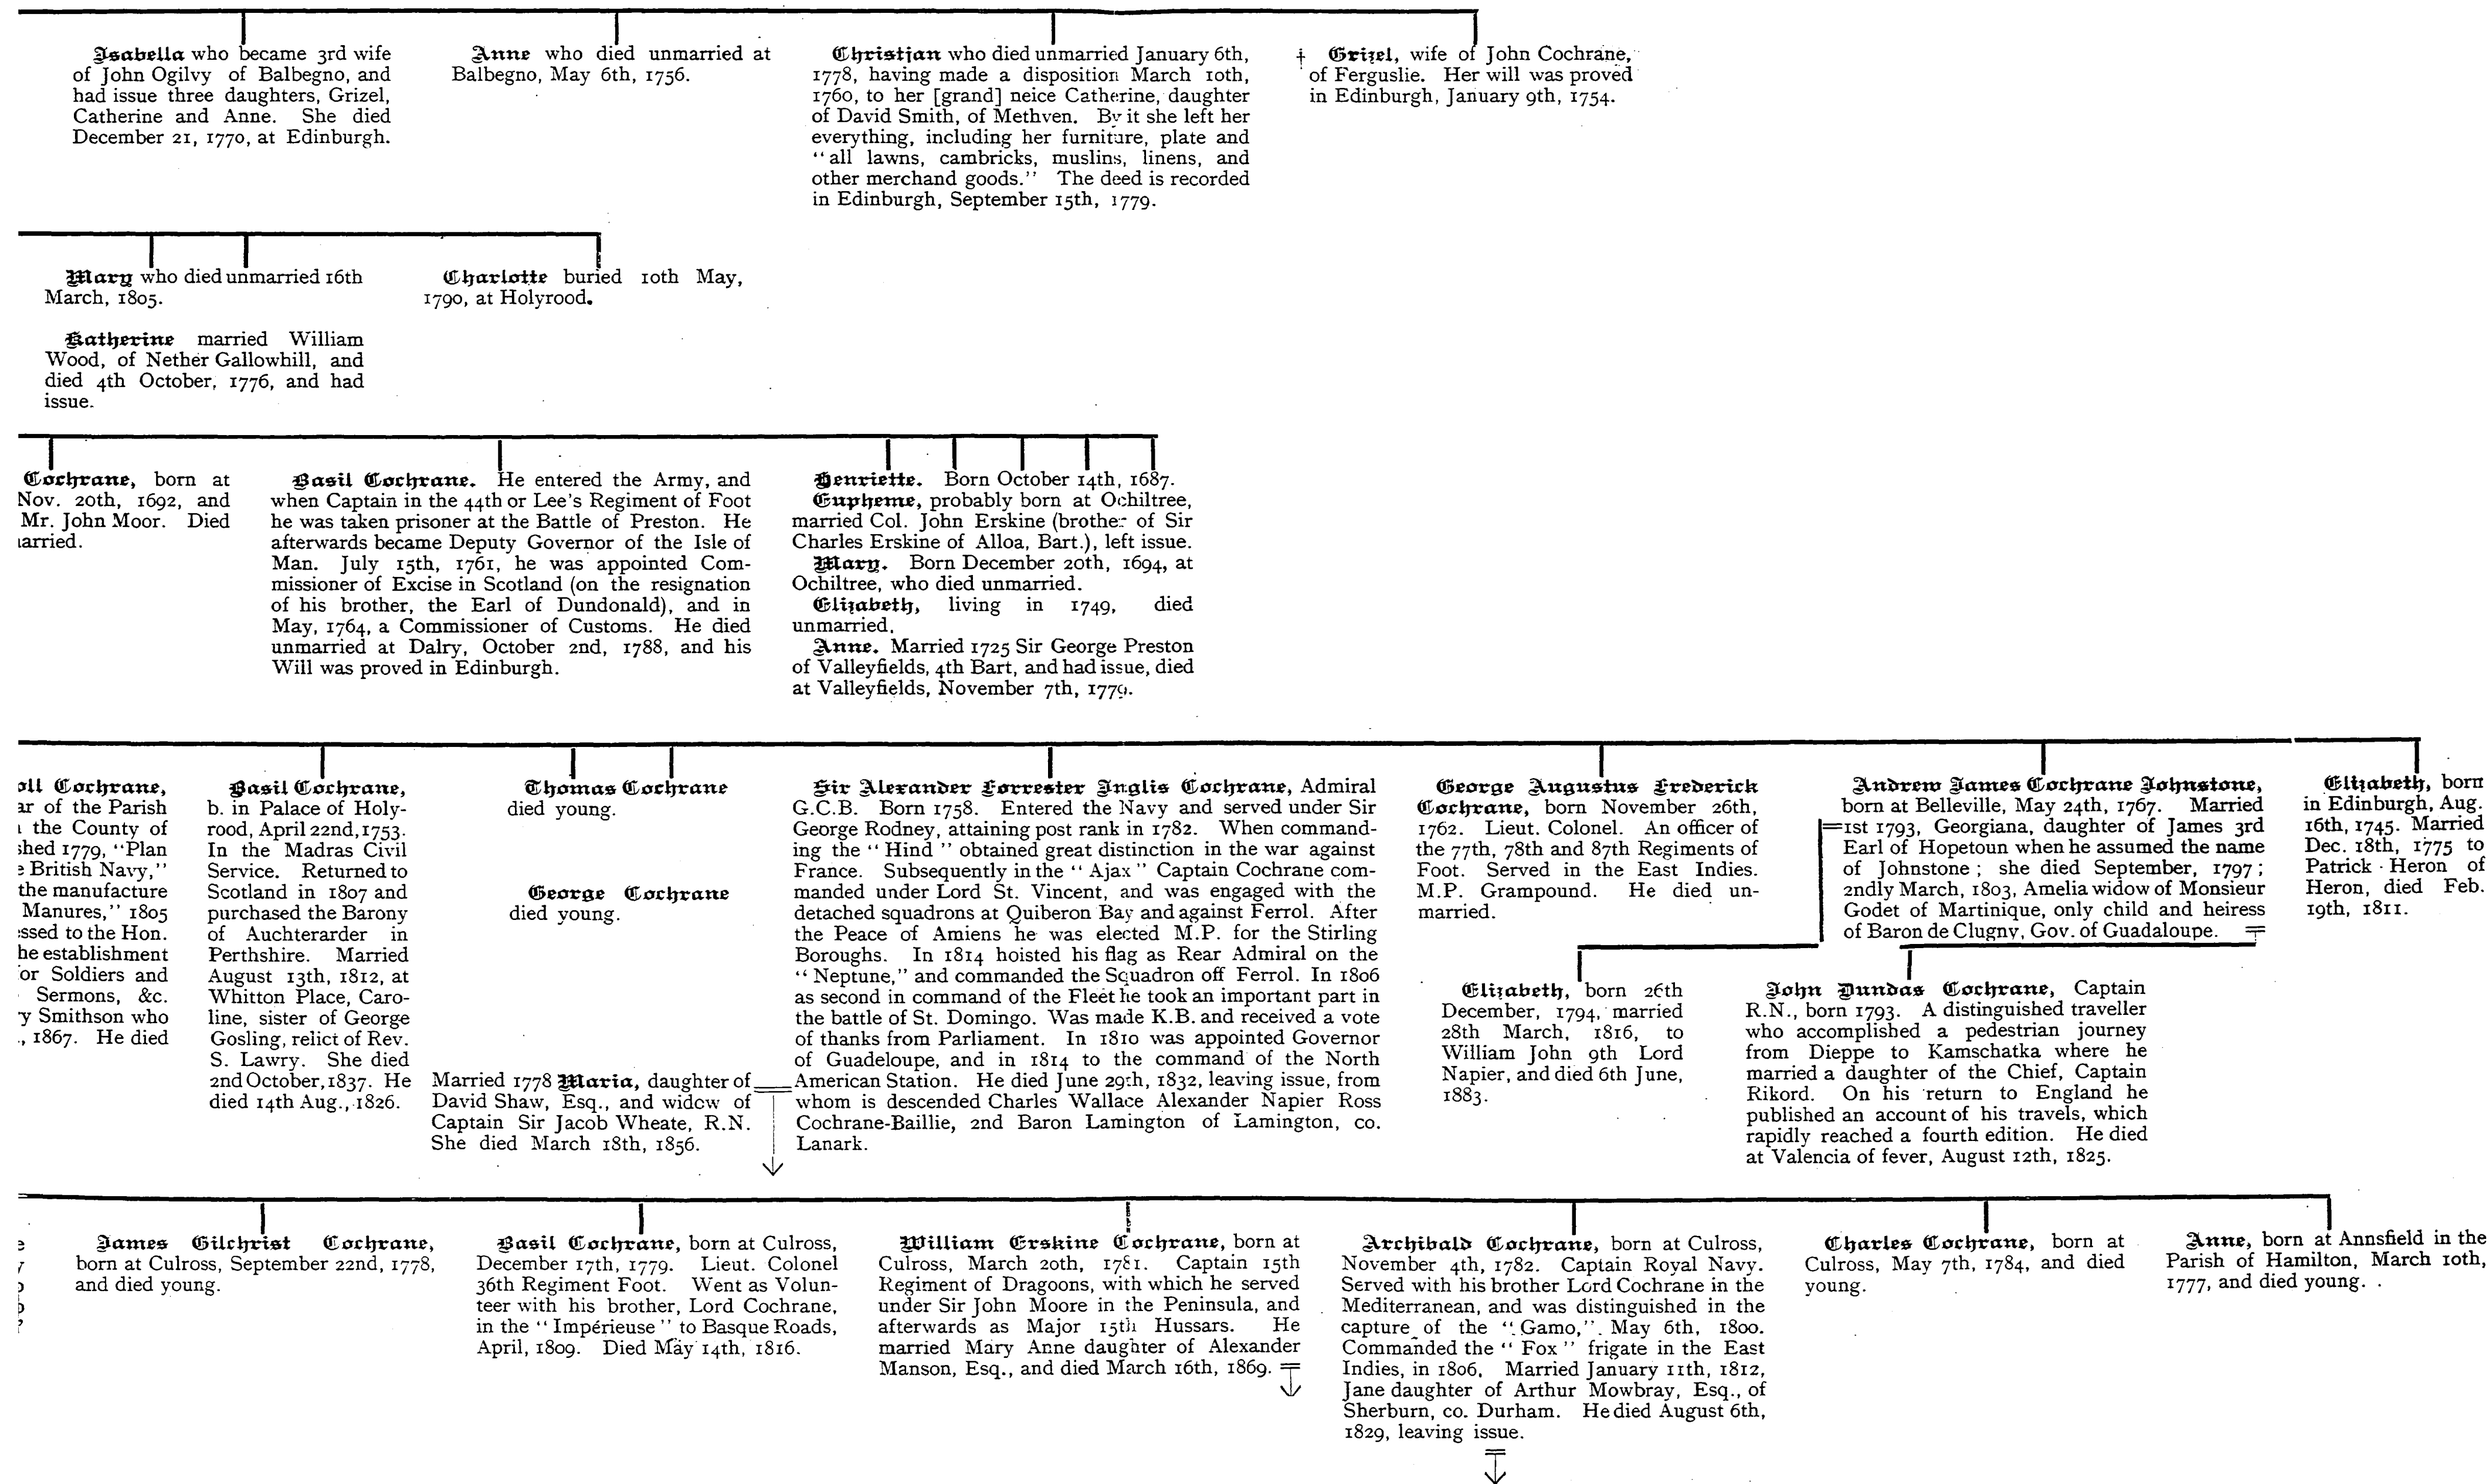 Isabella who became 3rd wife
of John Ogilvy of Balbegno, and
had issue three daughters, Grizel,
Catherine and Anne. She died
December 21, 1770, at Edinburgh.
Anne who died unmarried at
Balbegno, May 6th, 1756.
Christian who died unmarried January 6th,
1778, having made a disposition March 10th,
1760, to her [grand] neice Catherine, daughter
of David Smith, of Methven. By it she left her
everything, including her furniture, plate and
“all lawns, cambricks, muslins, linens, and
other merchand goods.” The deed is recorded
in Edinburgh, September 15th, 1779.
‡ Grizel, wife of John Cochrane,
of Ferguslie. Her will was proved
in Edinburgh, January 9th, 1754.
Mary who died unmarried 16th
March, 1805.
Katherine married William
Wood, of Nether Gallowhill, and
died 4th October, 1776, and had
issue.
Charlotte buried 10th May,
1790, at Holyrood.
Cochrane, born at
Nov. 20th, 1692, and
Mr. John Moor. Died
arried.
Basil Cochrane. He entered the Army, and
when Captain in the 44th or Lee's Regiment of Foot
he was taken prisoner at the Battle of Preston. He
afterwards became Deputy Governor of the Isle of
Man. July 15th, 1761, he was appointed Com-
missioner of Excise in Scotland (on the resignation
of his brother, the Earl of Dundonald), and in
May, 1764, a Commissioner of Customs. He died
unmarried at Dalry, October 2nd, 1788, and his
Will was proved in Edinburgh.
Henriette. Born October 14th, 1687.
Eupheme, probably born at Ochiltree,
married Col. John Erskine (brother of Sir
Charles Erskine of Alloa, Bart.), left issue.
Mary. Born December 20th, 1694, at
Ochiltree, who died unmarried.
Elizabeth, living in 1749, died
unmarried.
Anne. Married 1725 Sir George Preston
of Valleyfields, 4th Bart, and had issue, died
at Valleyfields, November 7th, 1779.
ll Cochrane,
ar of the Parish
the County of
shed 1779, “Plan
e British Navy,”
the manufacture
Manures,” 1805
ssed to the Hon.
he establishment
or Soldiers and
Sermons, &c.
y Smithson who
., 1867. He died
Basil Cochrane,
b. in Palace of Holy-
rood, April 22nd, 1753.
In the Madras Civil
Service. Returned to
Scotland in 1807 and
purchased the Barony
of Auchterarder in
Perthshire. Married
August 13th, 1812, at
Whitton Place, Caro-
line, sister of George
Gosling, relict of Rev.
S. Lawry. She died
2nd October, 1837. He
died 14th Aug., 1826.
Thomas Cochrane
died young.
George Cochrane
died young.
Married 1778 Maria, daughter of
David Shaw, Esq., and widow of
Captain Sir Jacob Wheate, R.N.
She died March 18th, 1856.
Sir Alexander Forrester Inglis Cochrane, Admiral
G.C.B. Born 1758. Entered the Navy and served under Sir
George Rodney, attaining post rank in 1782. When command-
ing the “Hind” obtained great distinction in the war against
France. Subsequently in the “Ajax” Captain Cochrane com-
manded under Lord St. Vincent, and was engaged with the
detached squadrons at Quiberon Bay and against Ferrol. After
the Peace of Amiens he was elected M.P. for the Stirling
Boroughs. In 1814 hoisted his flag as Rear Admiral on the
“Neptune,” and commanded the Squadron off Ferrol. In 1806
as second in command of the Fleet he took an important part in
the battle of St. Domingo. Was made K.B. and received a vote
of thanks from Parliament. In 1810 was appointed Governor
of Guadeloupe, and in 1814 to the command of the North
American Station. He died June 29th, 1832, leaving issue, from
whom is descended Charles Wallace Alexander Napier Ross
Cochrane-Baillie, 2nd Baron Lamington of Lamington, co.
Lanark.
George Augustus Frederick
Cochrane, born November 26th,
1762. Lieut. Colonel. An officer of
the 77th, 78th and 87th Regiments of
Foot. Served in the East Indies.
M.P. Grampound. He died un-
married.
Andrew James Cochrane Johnstone,
born at Belleville, May 24th, 1767. Married
1st 1793, Georgiana, daughter of James 3rd
Earl of Hopetoun when he assumed the name
of Johnstone; she died September, 1797;
2ndly March, 1803, Amelia widow of Monsieur
Godet of Martinique, only child and heiress
of Baron de Clugny, Gov. of Guadaloupe.
Elizabeth, born
in Edinburgh, Aug.
16th, 1745. Married
Dec. 18th, 1775 to
Patrick Heron of
Heron, died Feb.
19th, 1811.
Elizabeth, born 26th
December, 1794, married
28th March, 1816, to
William John 9th Lord
Napier, and died 6th June,
1883.
John Dundas Cochrane, Captain
R.N., born 1793. A distinguished traveller
who accomplished a pedestrian journey
from Dieppe to Kamschatka where he
married a daughter of the Chief, Captain
Rikord. On his return to England he
published an account of his travels, which
rapidly reached a fourth edition. He died
at Valencia of fever, August 12th, 1825.
James Gilchrist Cochrane,
born at Culross, September 22nd, 1778,
and died young.
Basil Cochrane, born at Culross,
December 17th, 1779. Lieut. Colonel
36th Regiment Foot. Went as Volun-
teer with his brother, Lord Cochrane,
in the “Impérieuse” to Basque Roads,
April, 1809. Died May 14th, 1816.
William Erskine Cochrane, born at
Culross, March 20th, 1781. Captain 15th
Regiment of Dragoons, with which he served
under Sir John Moore in the Peninsula, and
afterwards as Major 15th Hussars. He
married Mary Anne daughter of Alexander
Manson, Esq., and died March 16th, 1869.
Archibald Cochrane, born at Culross,
November 4th, 1782. Captain Royal Navy.
Served with his brother Lord Cochrane in the
Mediterranean, and was distinguished in the
capture of the “Gamo,” May 6th, 1800.
Commanded the “Fox” frigate in the East
Indies, in 1806. Married January 11th, 1812,
Jane daughter of Arthur Mowbray, Esq., of
Sherburn, co. Durham. He died August 6th,
1829, leaving issue.
Charles Cochrane, born at
Culross, May 7th, 1784, and died
young.
Anne, born at Annsfield in the
Parish of Hamilton, March 10th,
1777, and died young.